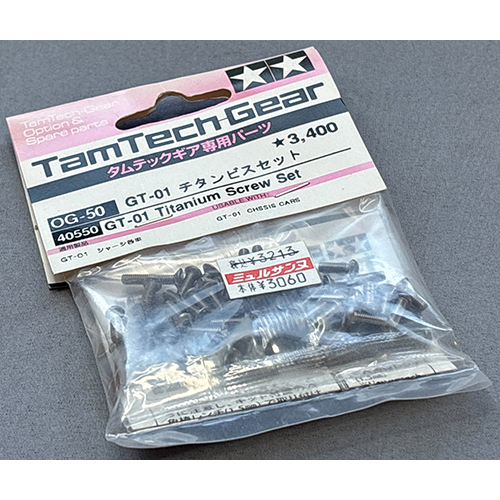 TamTech-Gear
Option &
Spare parts
TamTech-Gear
タムテックギア専用パーツ
★3,400
OG-50
GT-01 チタンビスセット
40550
GT-01 Titanium Screw Set
適用製品
USABLE WITH:
GT-01 シャーシ各車
GT-01 CHSSIS CARS
¥3213
ミュルサンヌ
¥3060